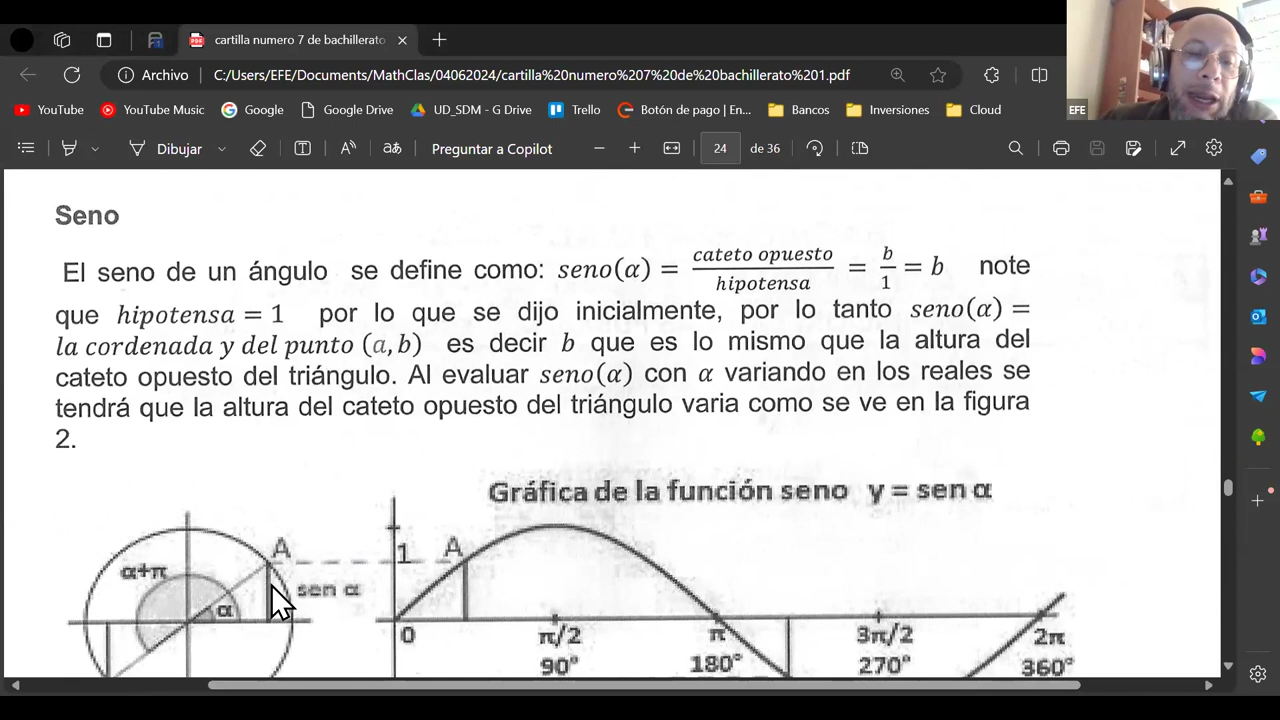 cartilla numero 7 de bachillerato
Archivo C:/Users/EFE/Documents/MathClas/04062024/cartilla%20numero%207%20de%20bachillerato%201.pdf
YouTube YouTube Music Google Google Drive UD_SDM - G Drive Trello Botón de pago | En... Bancos Inversiones Cloud
EFE
Dibujar aあ Preguntar a Copilot 24 de 36
Seno
El seno de un ángulo se define como: seno(α) = cateto opuesto / hipotensa = b/1 = b note
que hipotensa = 1 por lo que se dijo inicialmente, por lo tanto seno(α) =
la cordenada y del punto (a, b) es decir b que es lo mismo que la altura del
cateto opuesto del triángulo. Al evaluar seno(α) con α variando en los reales se
tendrá que la altura del cateto opuesto del triángulo varia como se ve en la figura
2.
Gráfica de la función seno y = sen α
A 1 A
α+π sen α
α
0 π/2 π 3π/2 2π
90° 180° 270° 360°